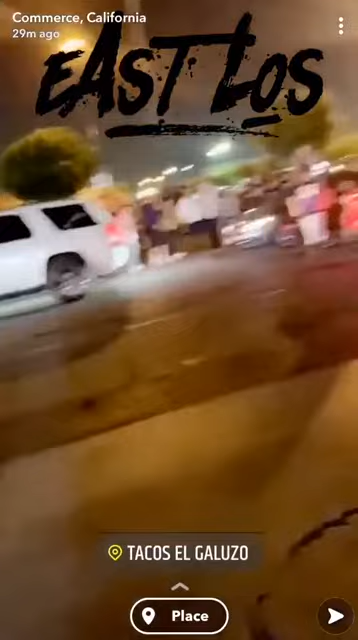 Commerce, California
29m ago
EAST LOS
TACOS EL GALUZO
Place